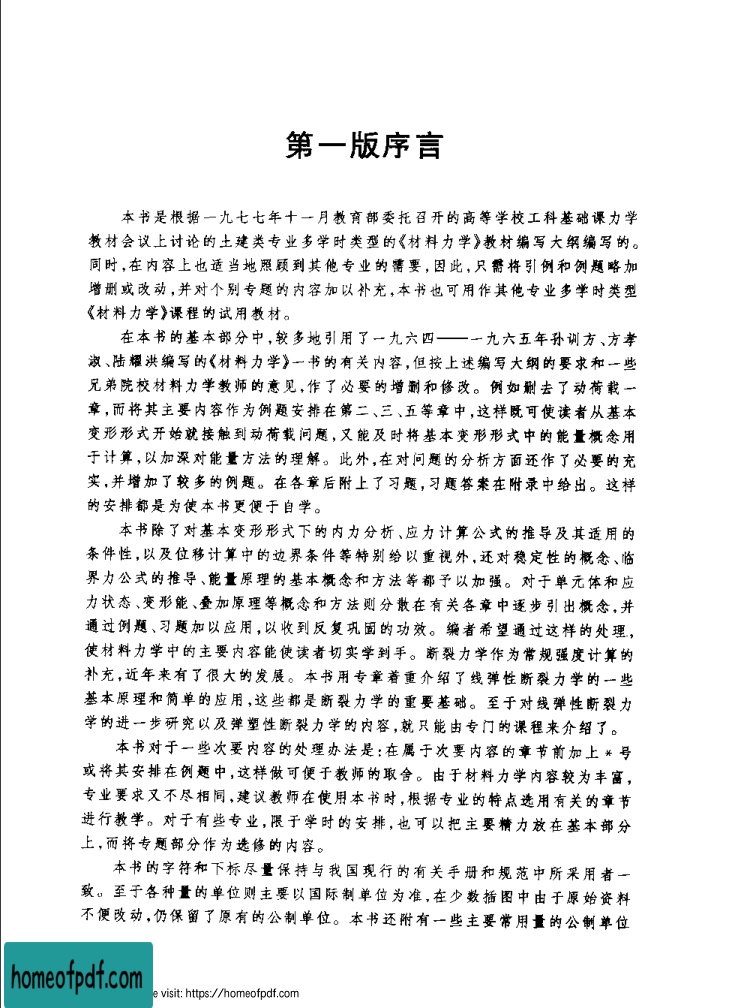 第一版序言
本书是根据一九七七年十一月教育部委托召开的高等学校工科基础课力学
教材会议上讨论的土建类专业多学时类型的《材料力学》教材编写大纲编写的。
同时,在内容上也适当地照顾到其他专业的需要,因此,只需将引例和例题略加
增删或改动,并对个别专题的内容加以补充,本书也可用作其他专业多学时类型
《材料力学》课程的试用教材。
在本书的基本部分中,较多地引用了一九六四——一九六五年孙训方、方孝
淑、陆耀洪编写的《材料力学》一书的有关内容,但按上述编写大纲的要求和一些
兄弟院校材料力学教师的意见,作了必要的增删和修改。例如删去了动荷载一
章,而将其主要内容作为例题安排在第二、三、五等章中,这样既可使读者从基本
变形形式开始就接触到动荷载问题,又能及时将基本变形形式中的能量概念用
于计算,以加深对能量方法的理解。此外,在对问题的分析方面还作了必要的充
实,并增加了较多的例题。在各章后附上了习题,习题答案在附录中给出。这样
的安排都是为使本书更便于自学。
本书除了对基本变形形式下的内力分析、应力计算公式的推导及其适用的
条件性,以及位移计算中的边界条件等特别给以重视外,还对稳定性的概念、临
界力公式的推导、能量原理的基本概念和方法等都予以加强。对于单元体和应
力状态、变形能、叠加原理等概念和方法则分散在有关各章中逐步引出概念,并
通过例题、习题加以应用,以收到反复巩固的功效。编者希望通过这样的处理,
使材料力学中的主要内容能使读者切实学到手。断裂力学作为常规强度计算的
补充,近年来有了很大的发展。本书用专章着重介绍了线弹性断裂力学的一些
基本原理和简单的应用,这些都是断裂力学的重要基础。至于对线弹性断裂力
学的进一步研究以及弹塑性断裂力学的内容,就只能由专门的课程来介绍了。
本书对于一些次要内容的处理办法是:在属于次要内容的章节前加上*号
或将其安排在例题中,这样做可便于教师的取舍。由于材料力学内容较为丰富,
专业要求又不尽相同,建议教师在使用本书时,根据专业的特点选用有关的章节
进行教学。对于有些专业,限于学时的安排,也可以把主要精力放在基本部分
上,而将专题部分作为选修的内容。
本书的字符和下标尽量保持与我国现行的有关手册和规范中所采用者一
致。至于各种量的单位则主要以国际制单位为准,在少数插图中由于原始资料
不便改动,仍保留了原有的公制单位。本书还附有一些主要常用量的公制单位
homeofpdf.com
e visit: https://homeofpdf.com